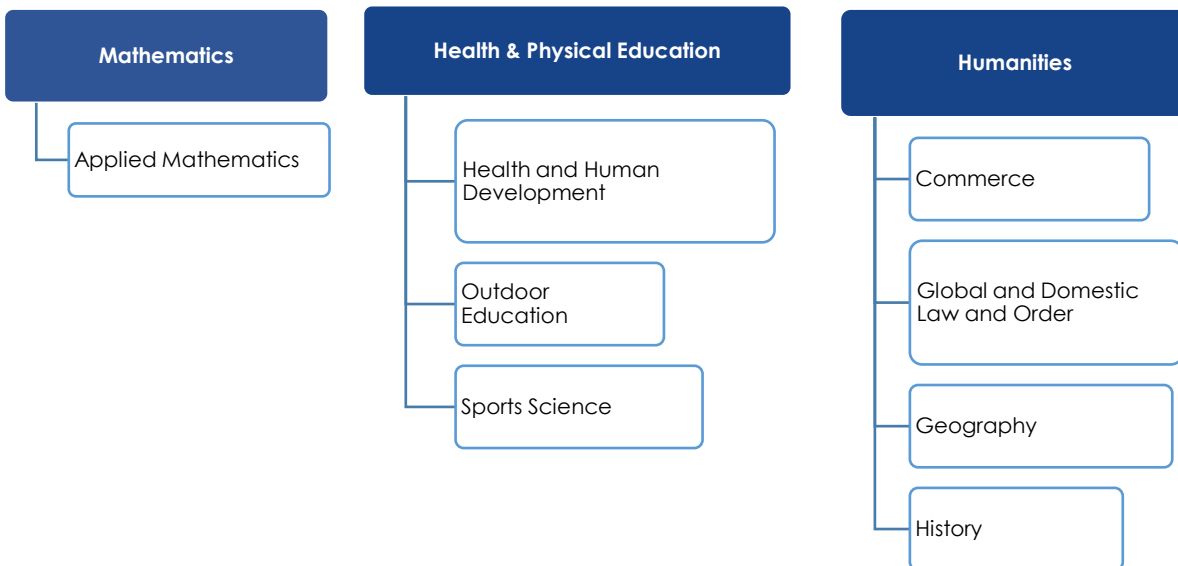 Mathematics
Applied Mathematics
Health & Physical Education
Health and Human
Development
Outdoor
Education
Sports Science
Humanities
Commerce
Global and Domestic
Law and Order
Geography
History